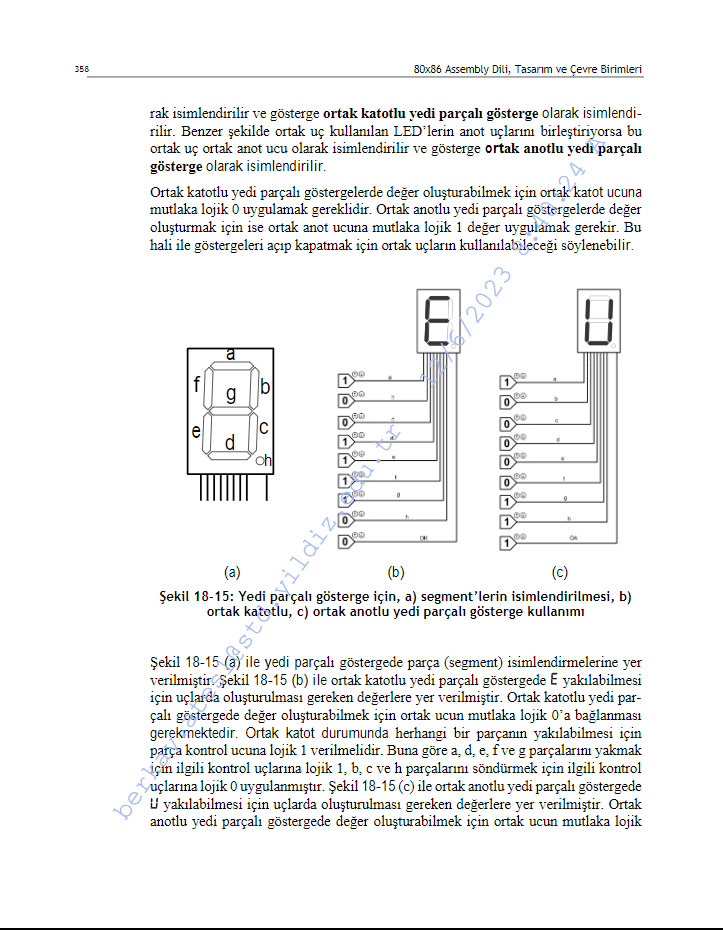 358
80x86 Assembly Dili, Tasarım ve Çevre Birimleri
rak isimlendirilir ve gösterge ortak katotlu yedi parçalı gösterge olarak isimlendi-
rilir. Benzer şekilde ortak uç kullanılan LED’lerin anot uçlarını birleştiriyorsa bu
ortak uç ortak anot ucu olarak isimlendirilir ve gösterge ortak anotlu yedi parçalı
gösterge olarak isimlendirilir.
Ortak katotlu yedi parçalı göstergelerde değer oluşturabilmek için ortak katot ucuna
mutlaka lojik 0 uygulamak gereklidir. Ortak anotlu yedi parçalı göstergelerde değer
oluşturmak için ise ortak anot ucuna mutlaka lojik 1 değer uygulamak gerekir. Bu
hali ile göstergeleri açıp kapatmak için ortak uçların kullanılabileceği söylenebilir.
a
f
b
g
e
c
d
h
E
1 a
0
0
1 d
1 e
1 f
1 g
0 h
0 OK
U
1 a
0 b
0 c
0 d
0 e
0 f
1 g
1 h
1 OA
(a)
(b)
(c)
Şekil 18-15: Yedi parçalı gösterge için, a) segment’lerin isimlendirilmesi, b)
ortak katotlu, c) ortak anotlu yedi parçalı gösterge kullanımı
Şekil 18-15 (a) ile yedi parçalı göstergede parça (segment) isimlendirmelerine yer
verilmiştir. Şekil 18-15 (b) ile ortak katotlu yedi parçalı göstergede E yakılabilmesi
için uçlarda oluşturulması gereken değerlere yer verilmiştir. Ortak katotlu yedi par-
çalı göstergede değer oluşturabilmek için ortak ucun mutlaka lojik 0’a bağlanması
gerekmektedir. Ortak katot durumunda herhangi bir parçanın yakılabilmesi için
parça kontrol ucuna lojik 1 verilmelidir. Buna göre a, d, e, f ve g parçalarını yakmak
için ilgili kontrol uçlarına lojik 1, b, c ve h parçalarını söndürmek için ilgili kontrol
uçlarına lojik 0 uygulanmıştır. Şekil 18-15 (c) ile ortak anotlu yedi parçalı göstergede
U yakılabilmesi için uçlarda oluşturulması gereken değerlere yer verilmiştir. Ortak
anotlu yedi parçalı göstergede değer oluşturabilmek için ortak ucun mutlaka lojik